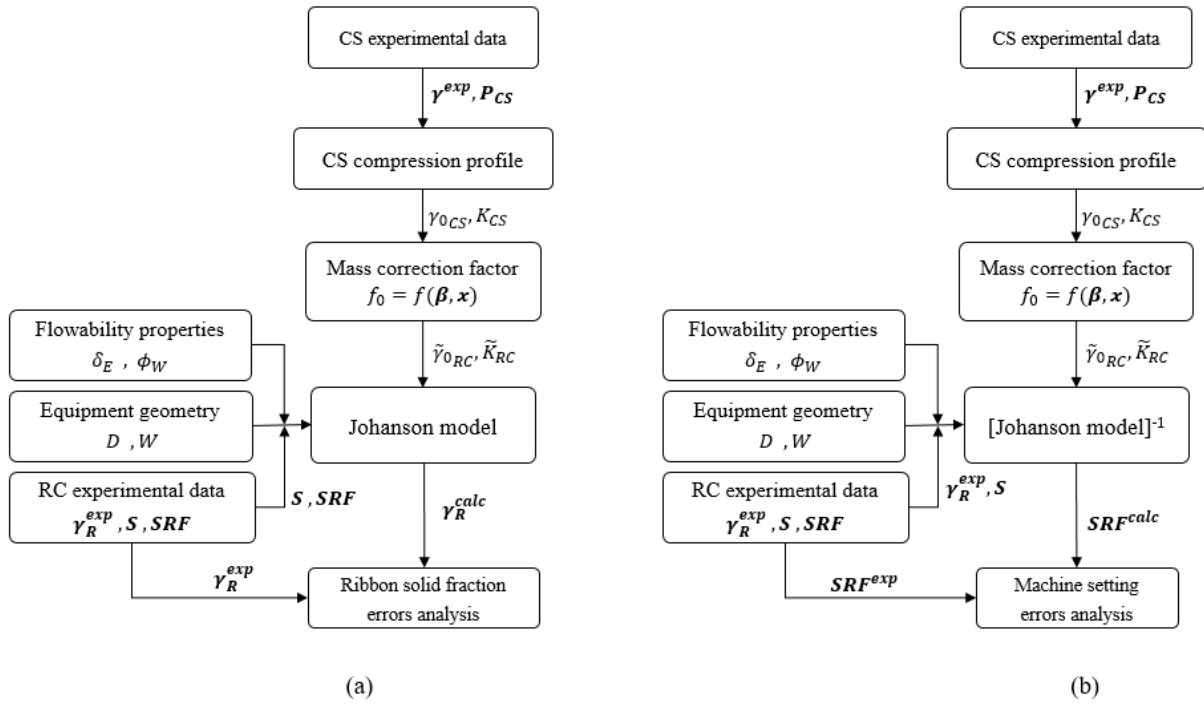 CS experimental data
γ^exp, P_CS
CS compression profile
γ_0CS, K_CS
Mass correction factor
f_0 = f(β, x)
γ̃_0RC, K̃_RC
Flowability properties
δ_E , ϕ_W
Equipment geometry
D , W
Johanson model
RC experimental data
γ_R^exp, S, SRF
S , SRF
γ_R^calc
γ_R^exp
Ribbon solid fraction
errors analysis
(a)
CS experimental data
γ^exp, P_CS
CS compression profile
γ_0CS, K_CS
Mass correction factor
f_0 = f(β, x)
γ̃_0RC, K̃_RC
Flowability properties
δ_E , ϕ_W
Equipment geometry
D , W
[Johanson model]^-1
RC experimental data
γ_R^exp, S, SRF
γ_R^exp, S
SRF^calc
SRF^exp
Machine setting
errors analysis
(b)